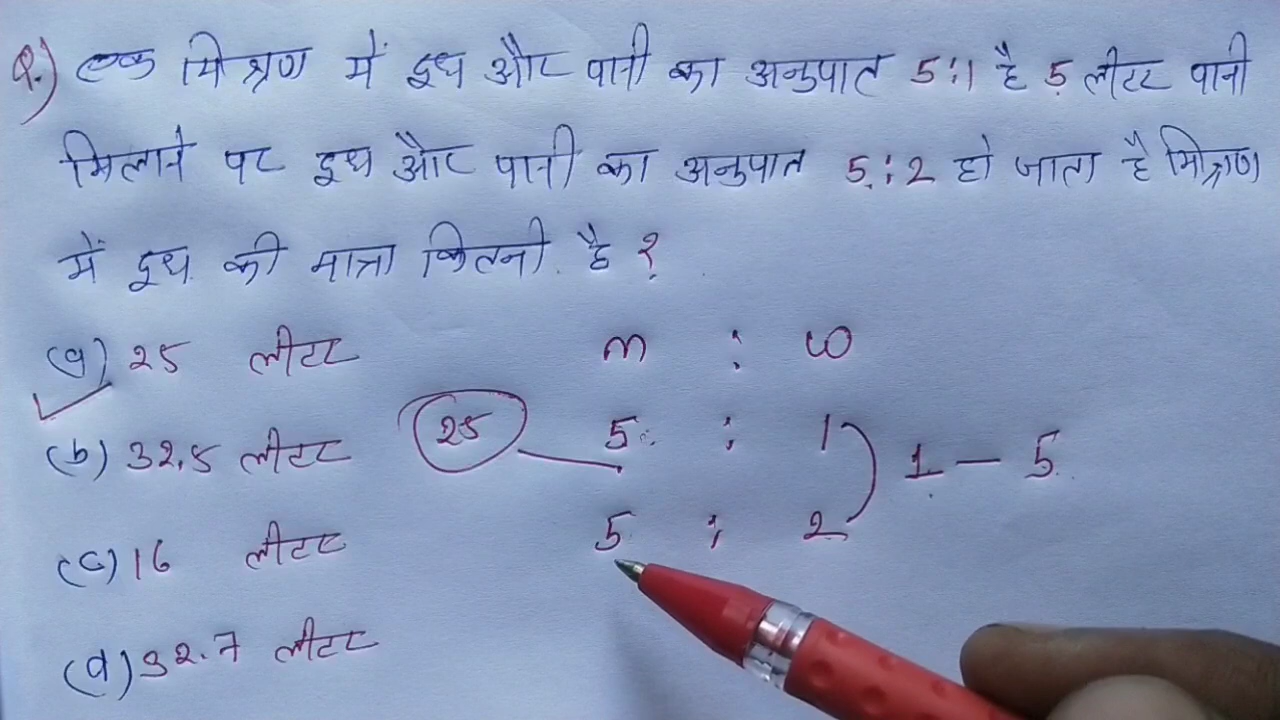 Q.) एक मिश्रण में दूध और पानी का अनुपात 5:1 है 5 लीटर पानी
मिलाने पर दूध और पानी का अनुपात 5:2 हो जाता है मिश्रण
में दूध की मात्रा कितनी है ?
(a) 25 लीटर
(b) 32.5 लीटर
(c) 16 लीटर
(d) 32.7 लीटर
m : w
25 5 : 1
1 – 5
5 : 2